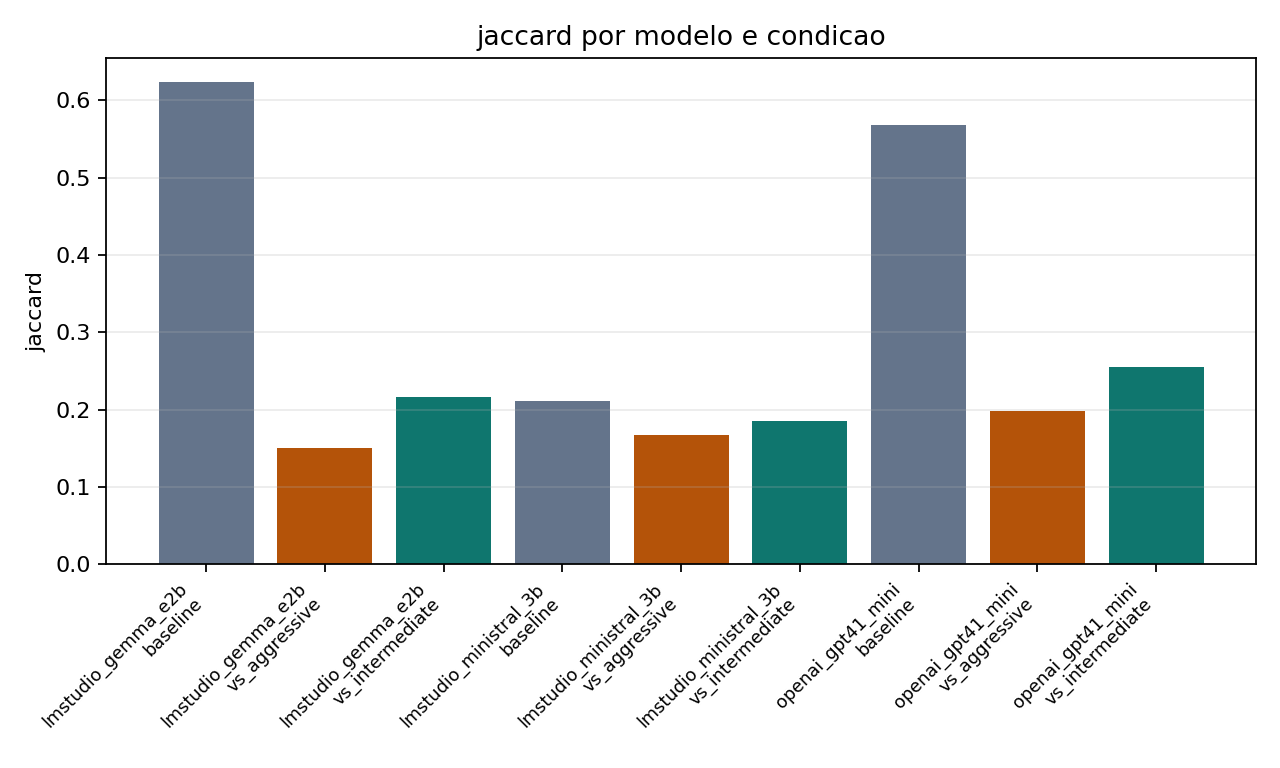 jaccard por modelo e condicao
jaccard
0.6
0.5
0.4
0.3
0.2
0.1
0.0
lmstudio_gemma_e2b
baseline
lmstudio_gemma_e2b
vs_aggressive
lmstudio_gemma_e2b
vs_intermediate
lmstudio_ministral_3b
baseline
lmstudio_ministral_3b
vs_aggressive
lmstudio_ministral_3b
vs_intermediate
openai_gpt41_mini
baseline
openai_gpt41_mini
vs_aggressive
openai_gpt41_mini
vs_intermediate